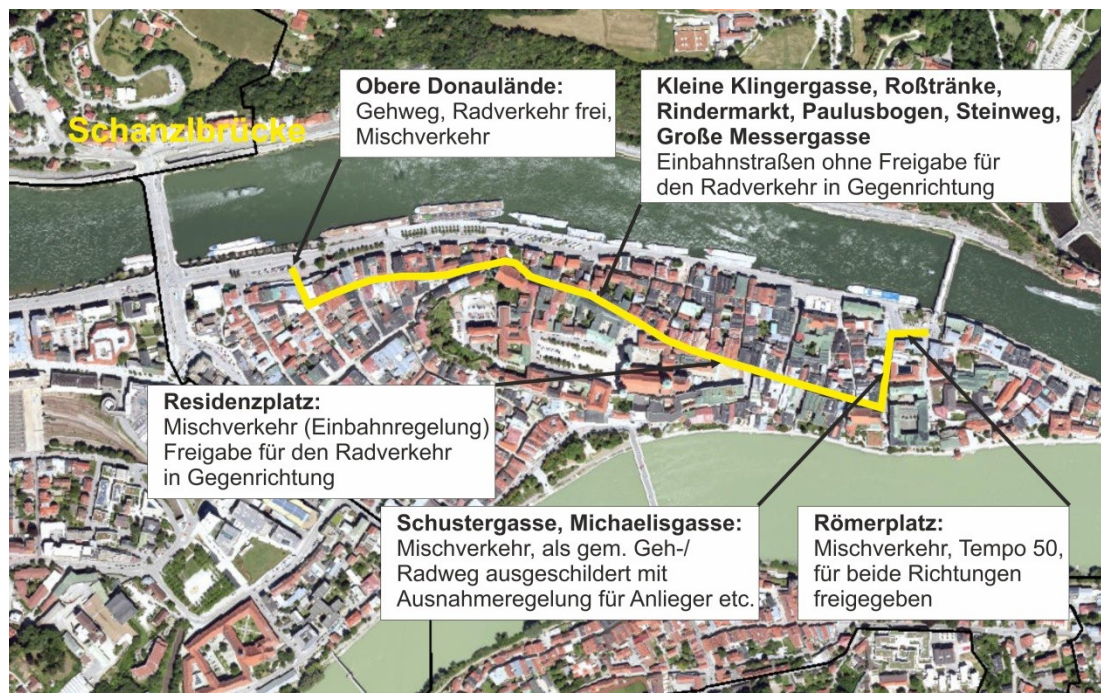 Schanzlbrücke
Obere Donaulände:
Gehweg, Radverkehr frei,
Mischverkehr
Kleine Klingergasse, Roßtränke,
Rindermarkt, Paulusbogen, Steinweg,
Große Messergasse
Einbahnstraßen ohne Freigabe für
den Radverkehr in Gegenrichtung
Residenzplatz:
Mischverkehr (Einbahnregelung)
Freigabe für den Radverkehr
in Gegenrichtung
Schustergasse, Michaelisgasse:
Mischverkehr, als gem. Geh-/
Radweg ausgeschildert mit
Ausnahmeregelung für Anlieger etc.
Römerplatz:
Mischverkehr, Tempo 50,
für beide Richtungen
freigegeben